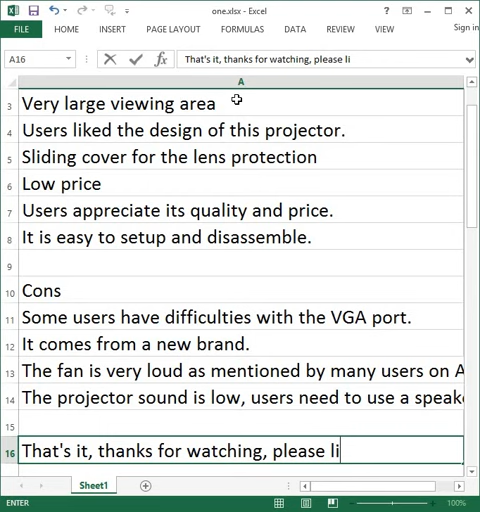 one.xlsx - Excel
FILE HOME INSERT PAGE LAYOUT FORMULAS DATA REVIEW VIEW Sign in
A16 fx That's it, thanks for watching, please li
A
3 Very large viewing area
4 Users liked the design of this projector.
5 Sliding cover for the lens protection
6 Low price
7 Users appreciate its quality and price.
8 It is easy to setup and disassemble.
9
10 Cons
11 Some users have difficulties with the VGA port.
12 It comes from a new brand.
13 The fan is very loud as mentioned by many users on A
14 The projector sound is low, users need to use a speake
15
16 That's it, thanks for watching, please li
Sheet1
ENTER 100%